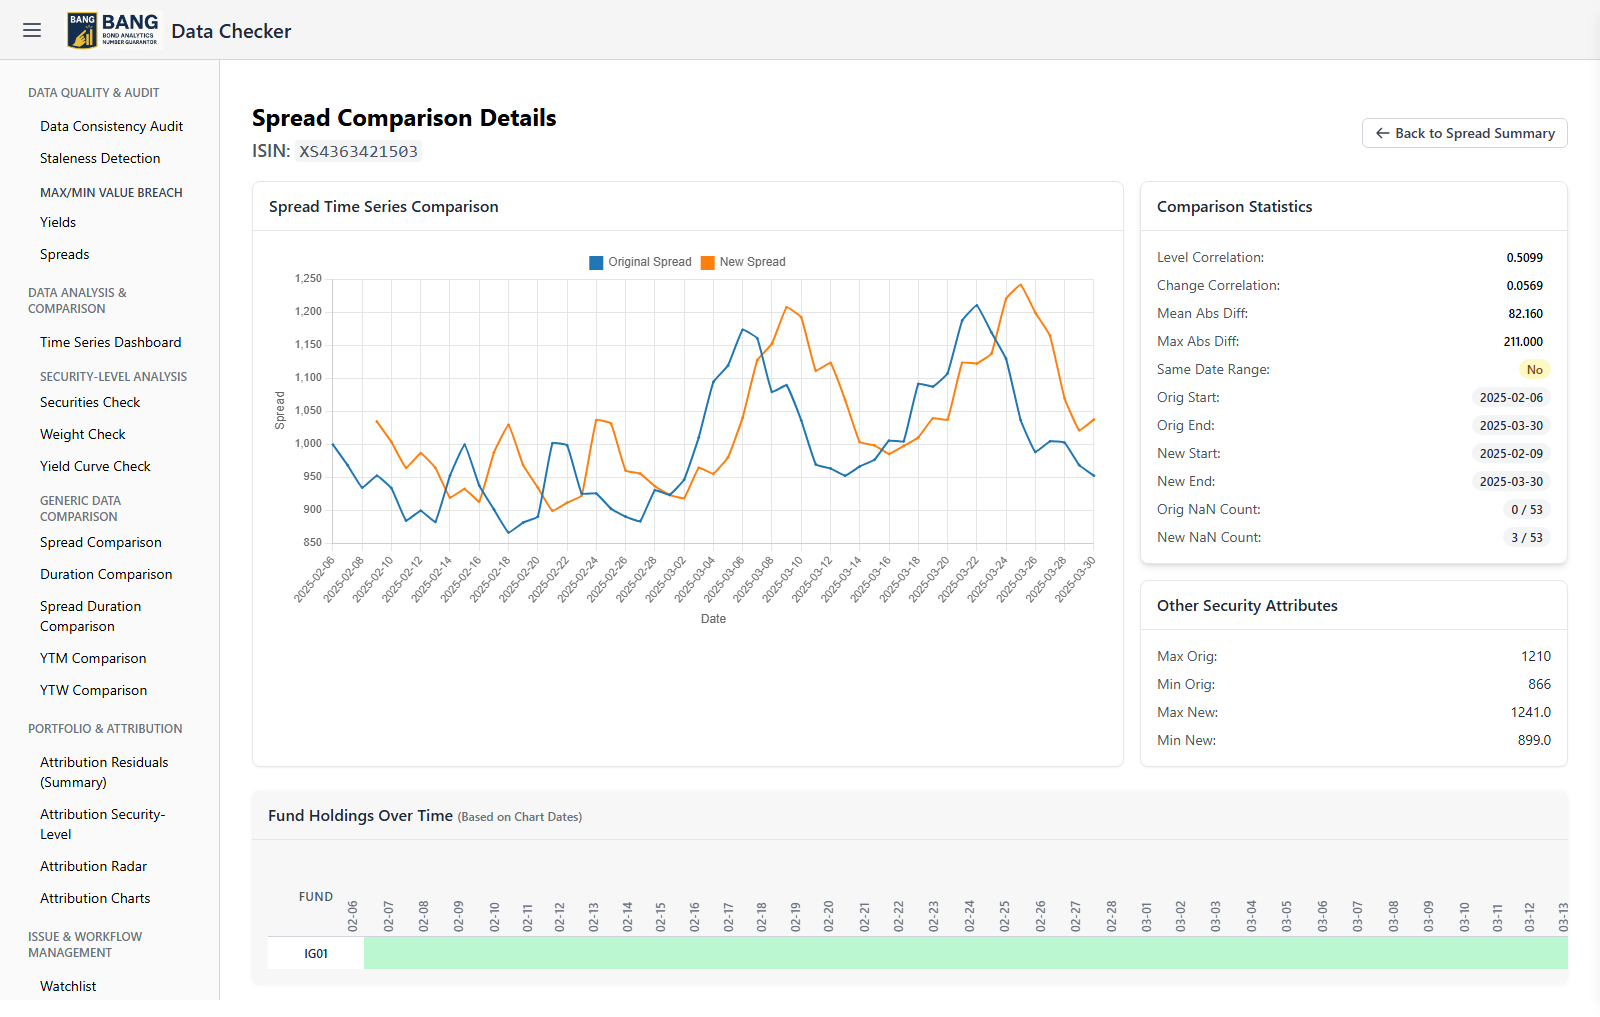 BANG
BANG
BOND ANALYTICS
NUMBER GUARANTOR
Data Checker
DATA QUALITY & AUDIT
Data Consistency Audit
Staleness Detection
MAX/MIN VALUE BREACH
Yields
Spreads
DATA ANALYSIS &
COMPARISON
Time Series Dashboard
SECURITY-LEVEL ANALYSIS
Securities Check
Weight Check
Yield Curve Check
GENERIC DATA
COMPARISON
Spread Comparison
Duration Comparison
Spread Duration
Comparison
YTM Comparison
YTW Comparison
PORTFOLIO & ATTRIBUTION
Attribution Residuals
(Summary)
Attribution Security-
Level
Attribution Radar
Attribution Charts
ISSUE & WORKFLOW
MANAGEMENT
Watchlist
Spread Comparison Details
ISIN: XS4363421503
← Back to Spread Summary
Spread Time Series Comparison
Original Spread New Spread
Spread
1,250
1,200
1,150
1,100
1,050
1,000
950
900
850
2025-02-06
2025-02-08
2025-02-10
2025-02-12
2025-02-14
2025-02-16
2025-02-18
2025-02-20
2025-02-22
2025-02-24
2025-02-26
2025-02-28
2025-03-02
2025-03-04
2025-03-06
2025-03-08
2025-03-10
2025-03-12
2025-03-14
2025-03-16
2025-03-18
2025-03-20
2025-03-22
2025-03-24
2025-03-26
2025-03-28
2025-03-30
Date
Comparison Statistics
Level Correlation: 0.5099
Change Correlation: 0.0569
Mean Abs Diff: 82.160
Max Abs Diff: 211.000
Same Date Range: No
Orig Start: 2025-02-06
Orig End: 2025-03-30
New Start: 2025-02-09
New End: 2025-03-30
Orig NaN Count: 0 / 53
New NaN Count: 3 / 53
Other Security Attributes
Max Orig: 1210
Min Orig: 866
Max New: 1241.0
Min New: 899.0
Fund Holdings Over Time (Based on Chart Dates)
FUND 02-06 02-07 02-08 02-09 02-10 02-11 02-12 02-13 02-14 02-15 02-16 02-17 02-18 02-19 02-20 02-21 02-22 02-23 02-24 02-25 02-26 02-27 02-28 03-01 03-02 03-03 03-04 03-05 03-06 03-07 03-08 03-09 03-10 03-11 03-12 03-13
IG01